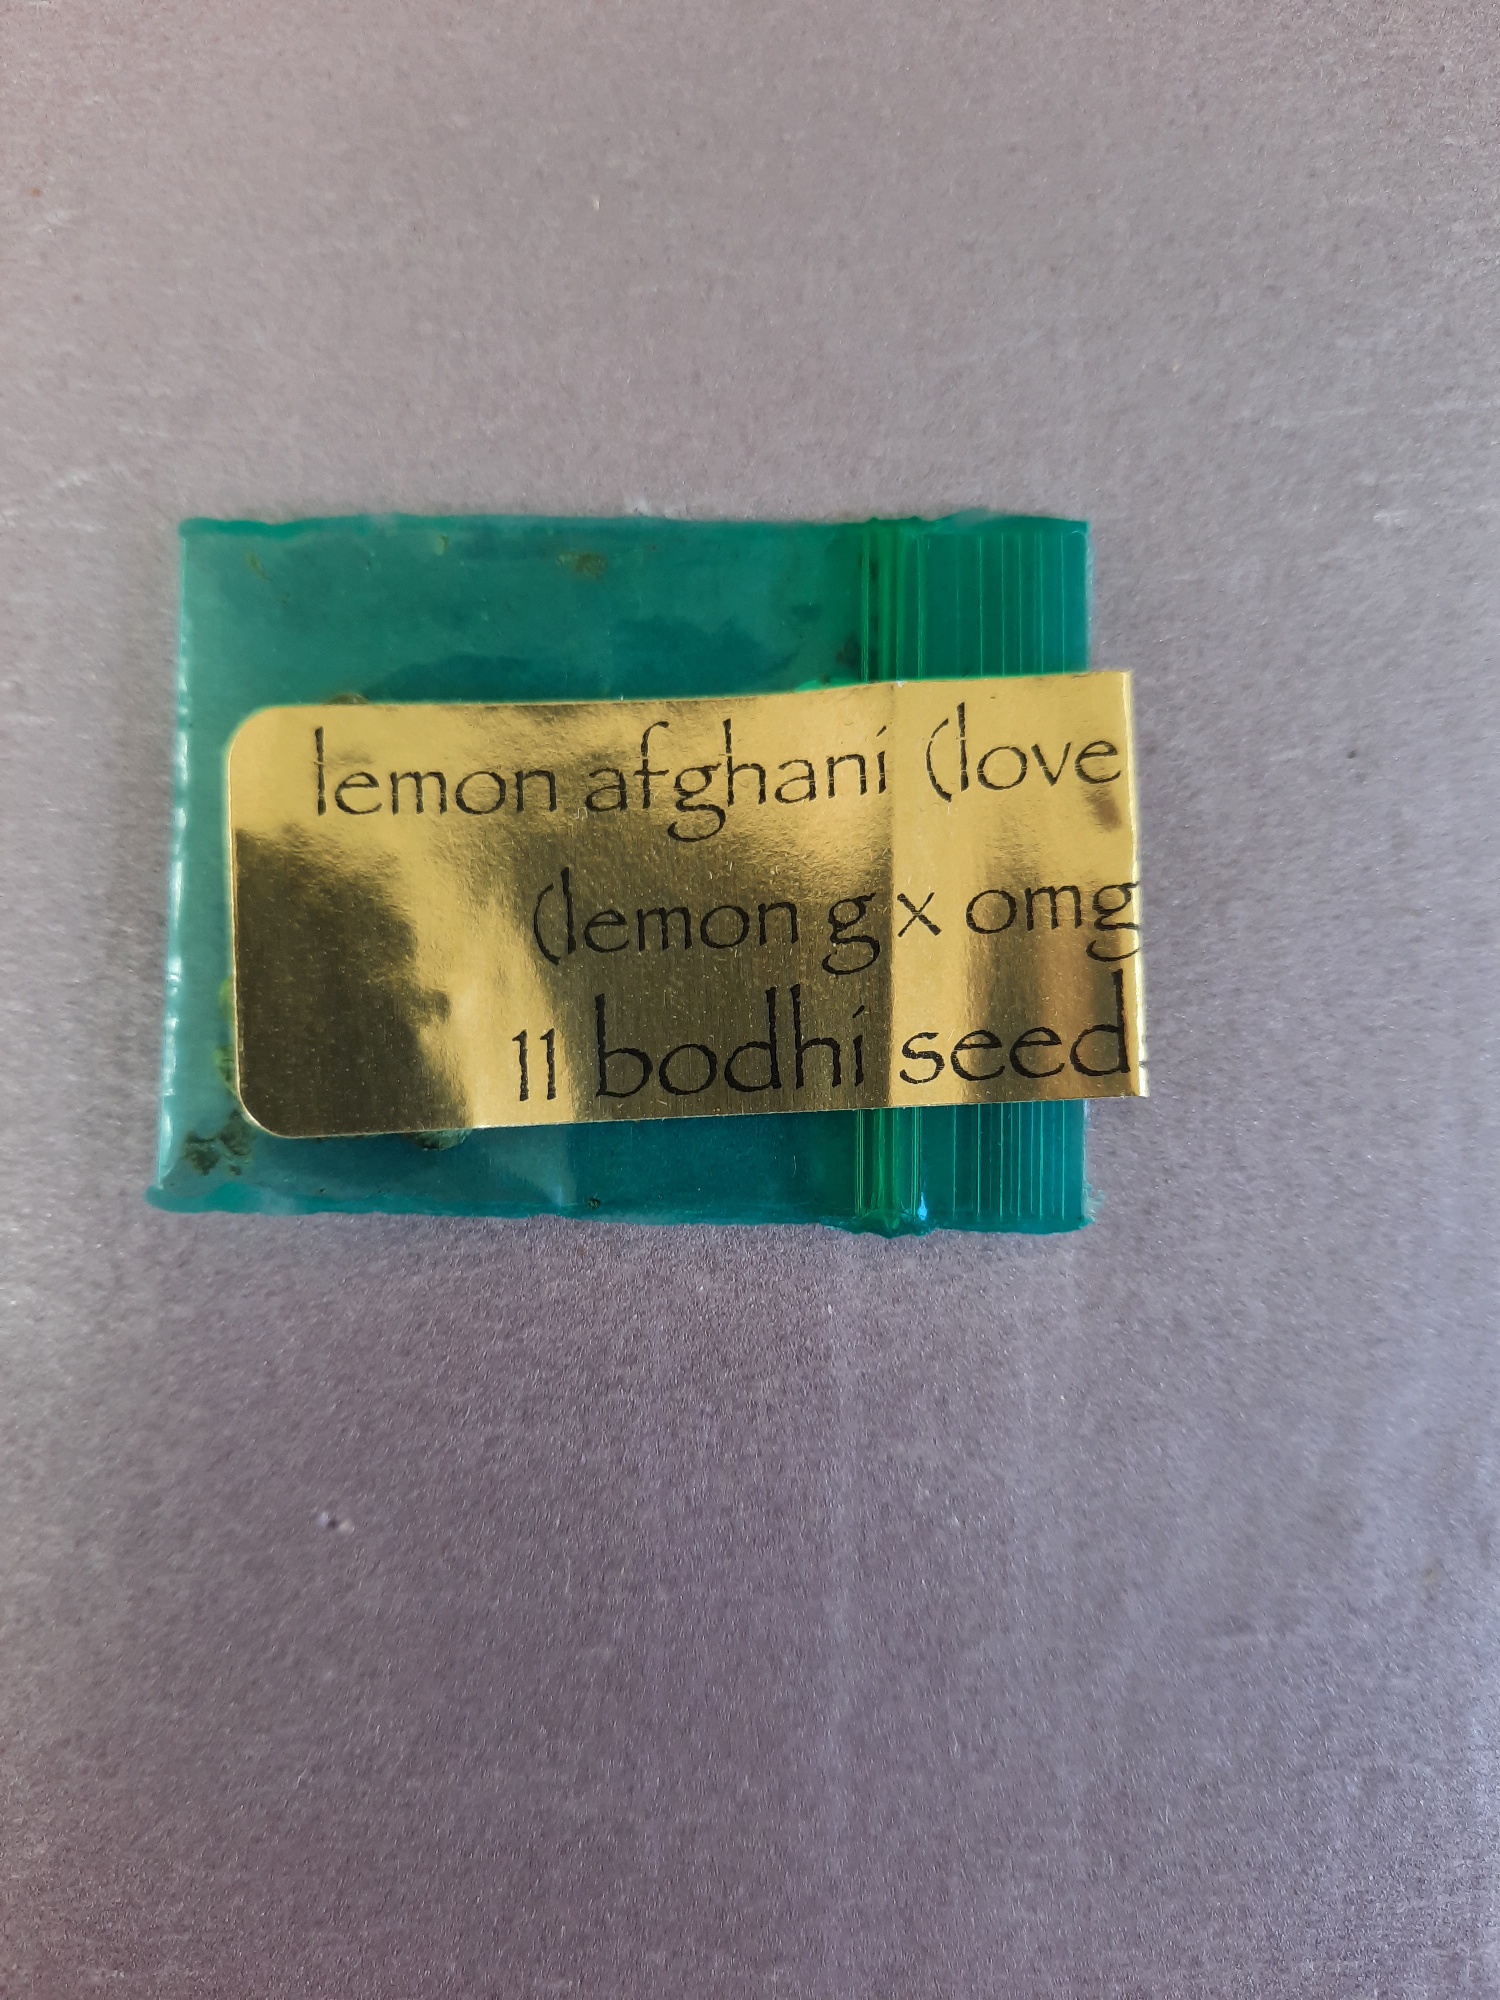 lemon afghani (love
(lemon g x omg
11 bodhi seed